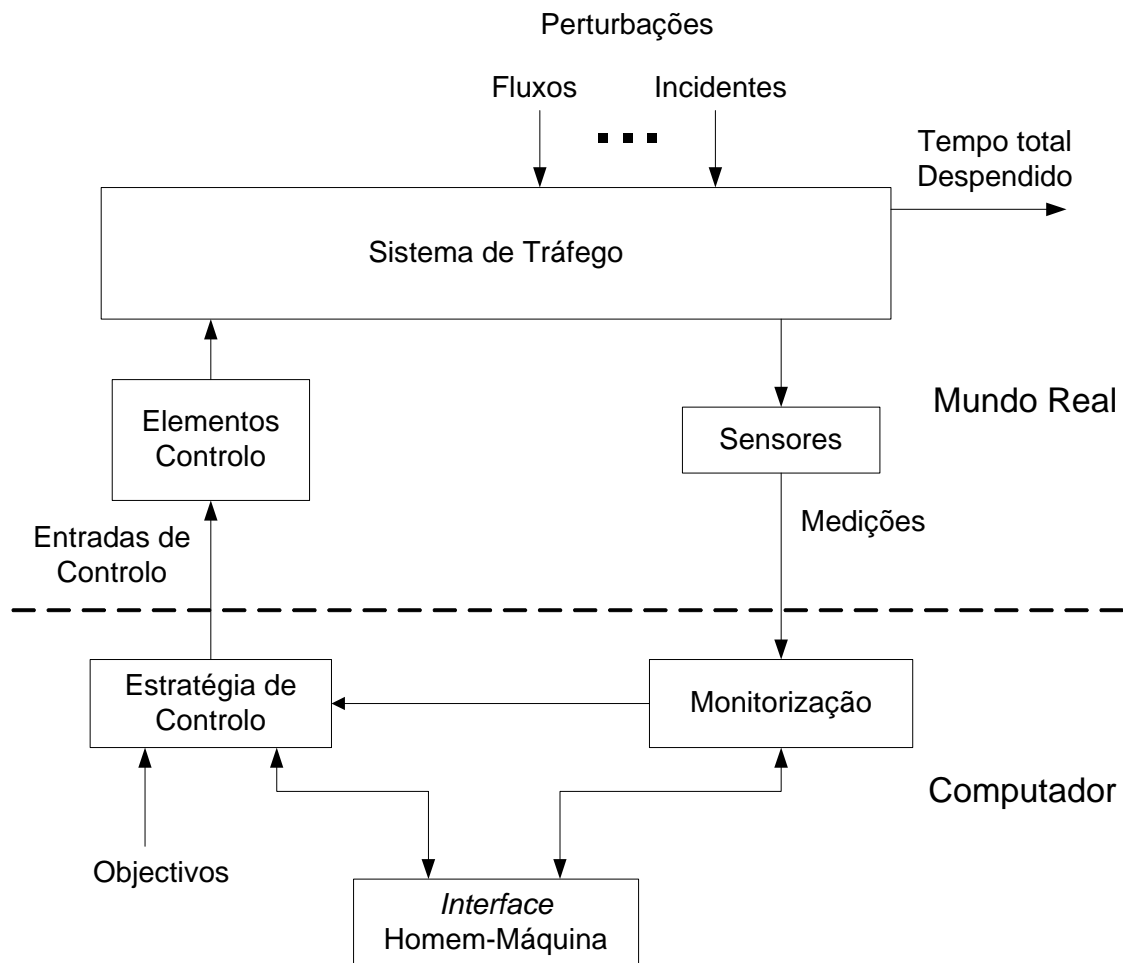 Perturbações
Fluxos
Incidentes
Tempo total
Despendido
Sistema de Tráfego
Elementos
Controlo
Sensores
Mundo Real
Medições
Entradas de
Controlo
Estratégia de
Controlo
Monitorização
Computador
Objectivos
Interface
Homem-Máquina